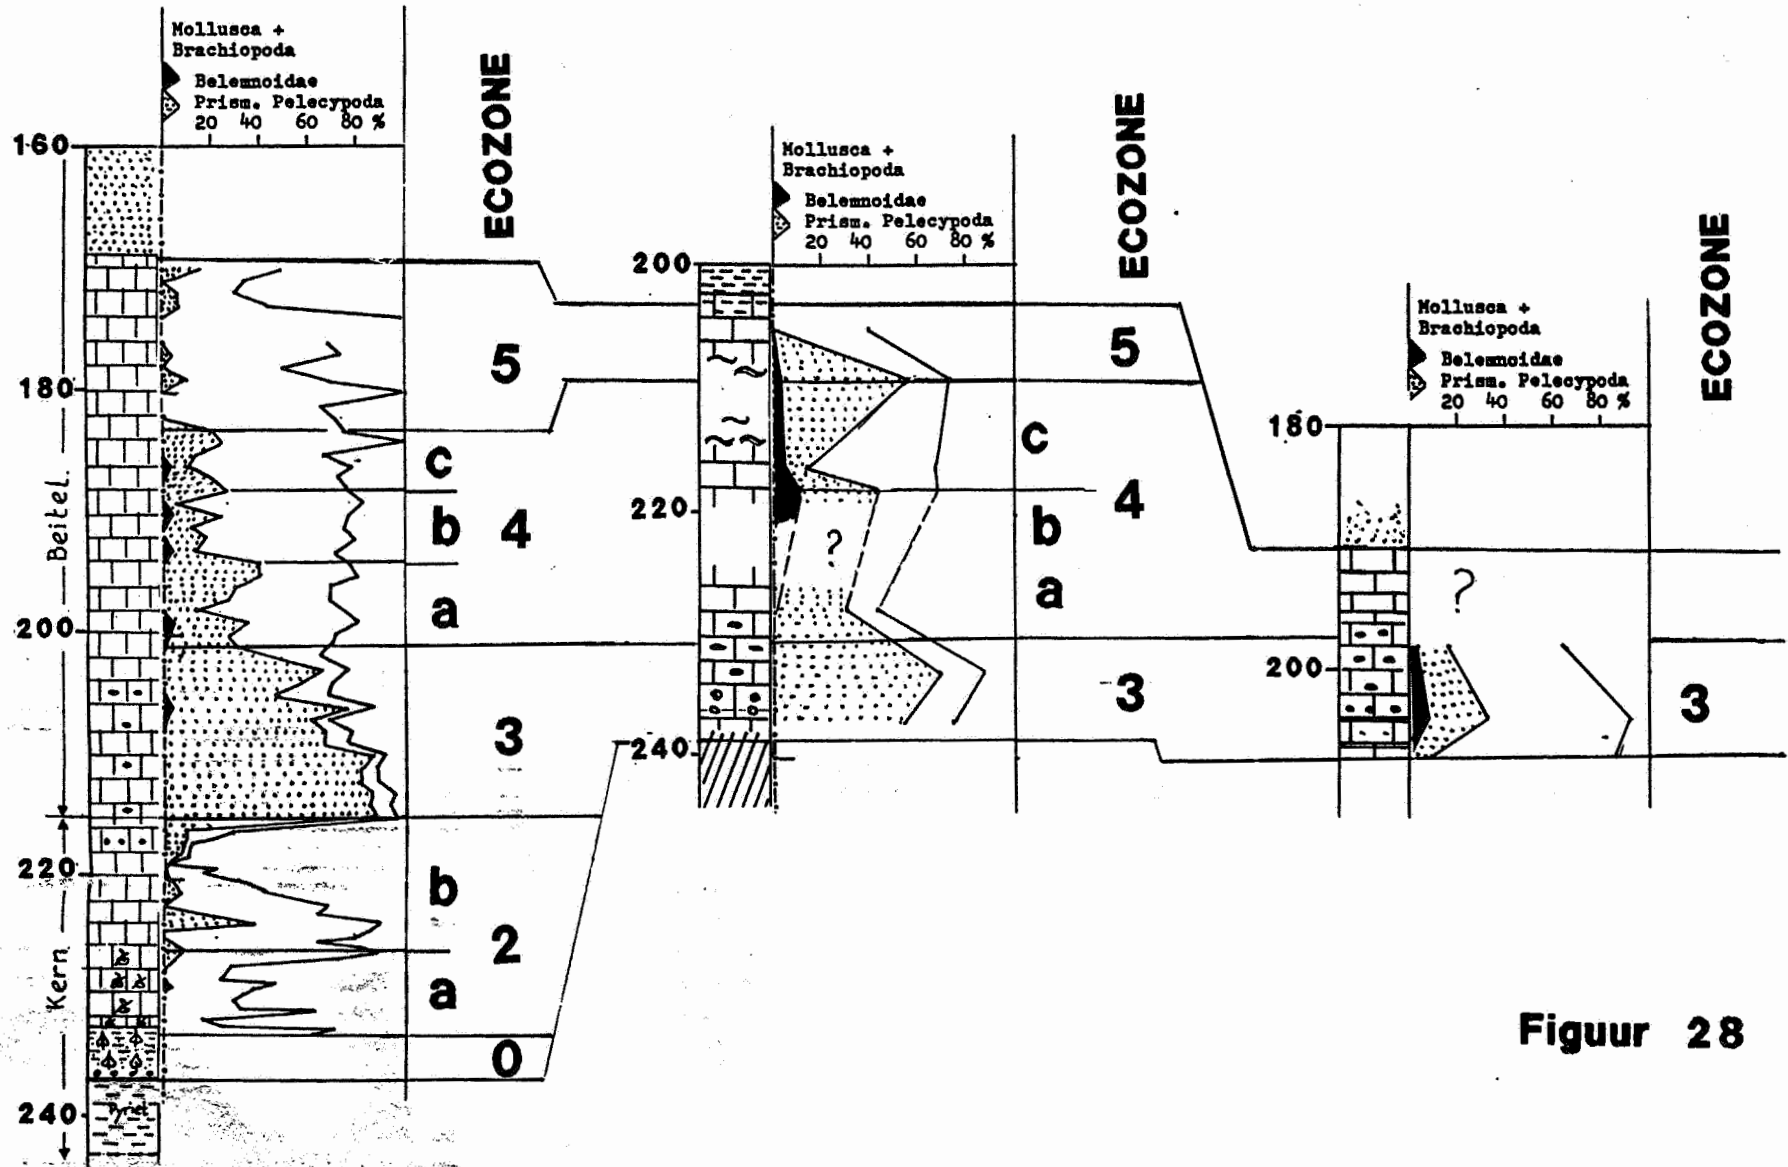 Mollusca +
Brachiopoda
Belemnoidae
Prism. Pelecypoda
20 40 60 80 %
ECOZONE
160
180
200
220
240
Beitel.
Kern
Pyriet
5
c
b 4
a
3
b
2
a
0
Mollusca +
Brachiopoda
Belemnoidae
Prism. Pelecypoda
20 40 60 80 %
ECOZONE
200
220
240
?
5
c
4
b
a
3
Mollusca +
Brachiopoda
Belemnoidae
Prism. Pelecypoda
20 40 60 80 %
ECOZONE
180
200
?
3
Figuur 28